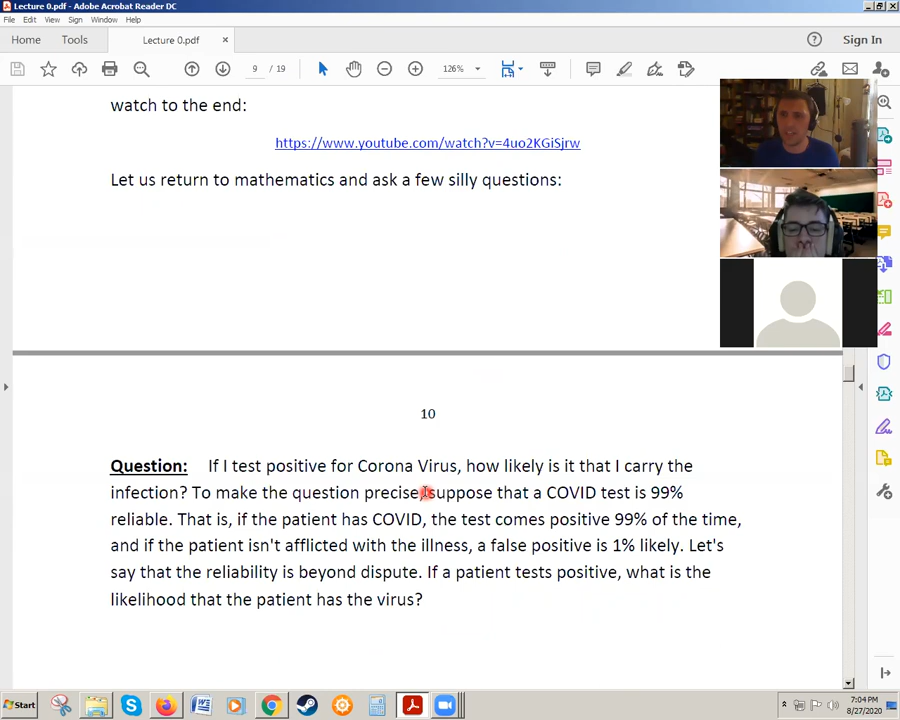 Lecture 0.pdf - Adobe Acrobat Reader DC
File Edit View Sign Window Help
Home Tools Lecture 0.pdf × Sign In
9 / 19 126%
watch to the end:
https://www.youtube.com/watch?v=4uo2KGiSjrw
Let us return to mathematics and ask a few silly questions:
10
Question: If I test positive for Corona Virus, how likely is it that I carry the
infection? To make the question precise suppose that a COVID test is 99%
reliable. That is, if the patient has COVID, the test comes positive 99% of the time,
and if the patient isn't afflicted with the illness, a false positive is 1% likely. Let's
say that the reliability is beyond dispute. If a patient tests positive, what is the
likelihood that the patient has the virus?
Start 7:04 PM
8/27/2020